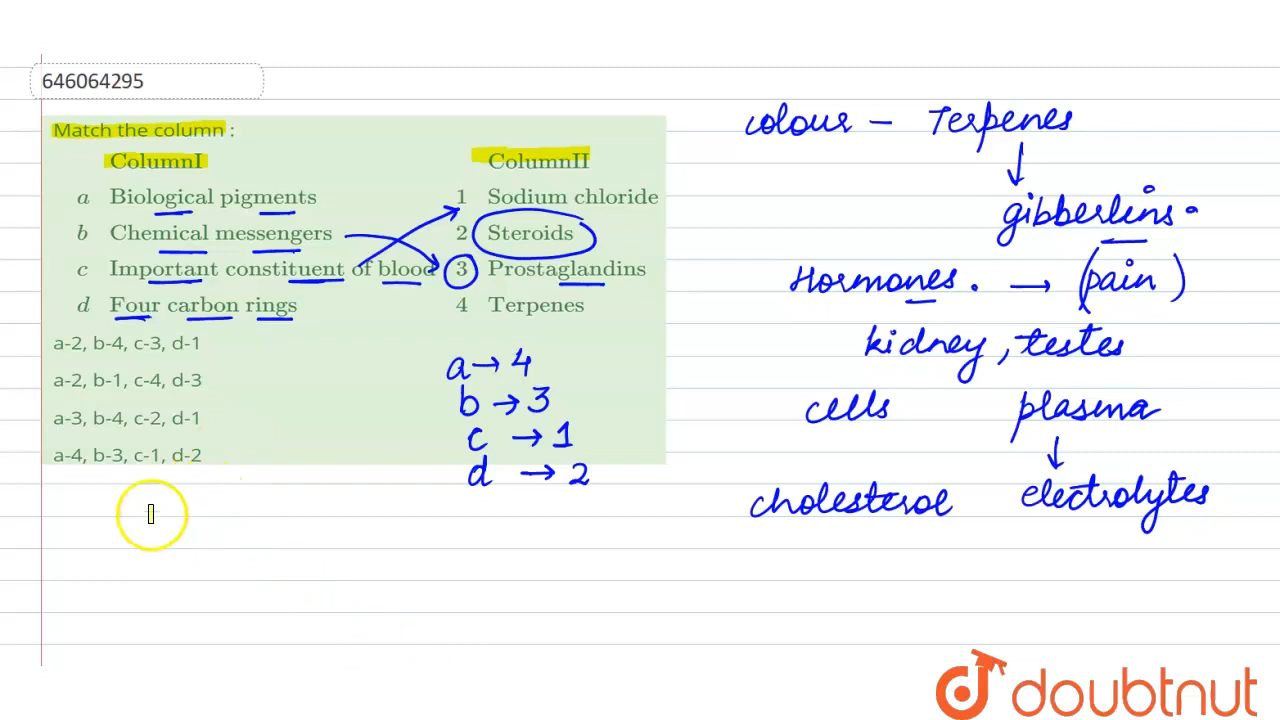 646064295
Match the column :
ColumnI ColumnII
a Biological pigments 1 Sodium chloride
b Chemical messengers 2 Steroids
c Important constituent of blood 3 Prostaglandins
d Four carbon rings 4 Terpenes
a-2, b-4, c-3, d-1
a-2, b-1, c-4, d-3
a-3, b-4, c-2, d-1
a-4, b-3, c-1, d-2
a → 4
b → 3
c → 1
d → 2
colour - Terpenes
gibberlins.
Hormones. → (pain)
kidney, testes
cells plasma
cholesterol electrolytes
doubtnut